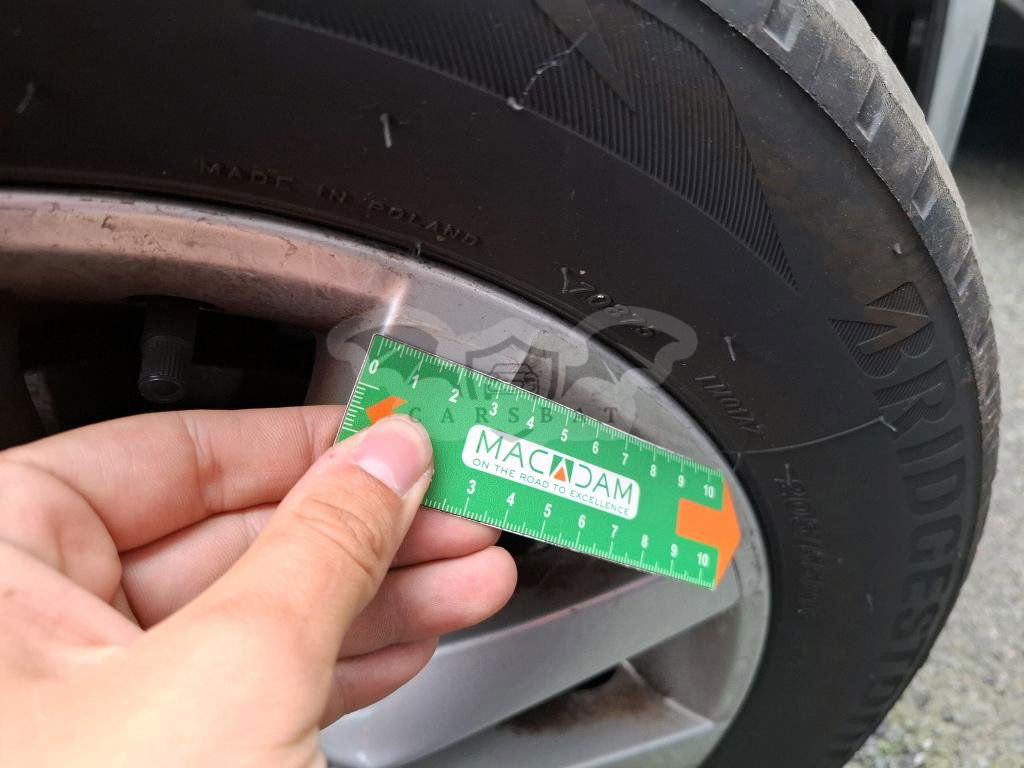 MADE IN POLAND
BRIDGESTONE
0 1 2 3 4 5 6 7 8 9 10
CARSBAT
MACADAM
ON THE ROAD TO EXCELLENCE
3 4 5 6 7 8 9 10